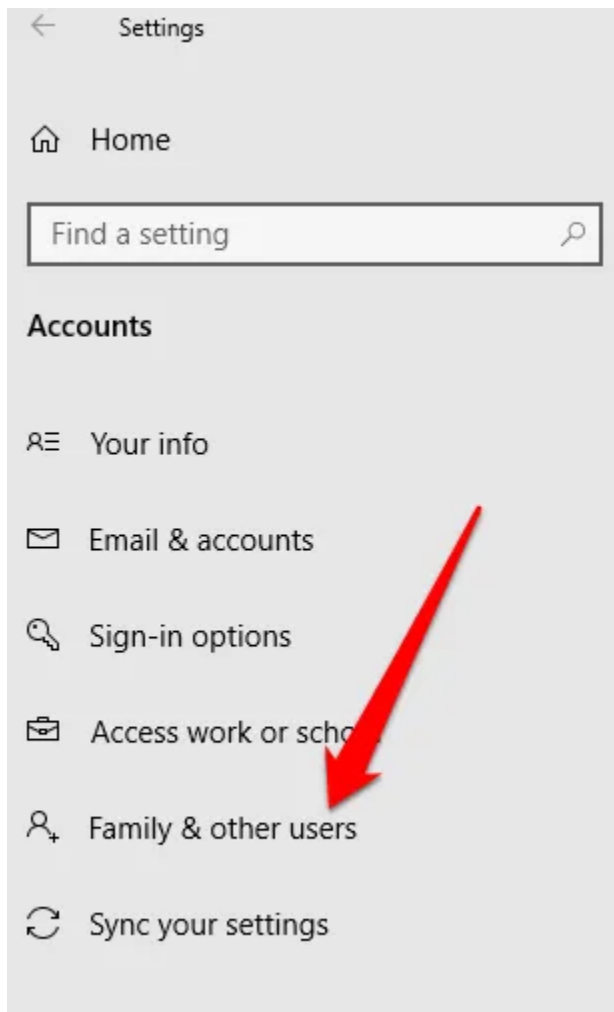 Settings
Home
Find a setting
Accounts
Your info
Email & accounts
Sign-in options
Access work or
Family & other users
Sync your settings